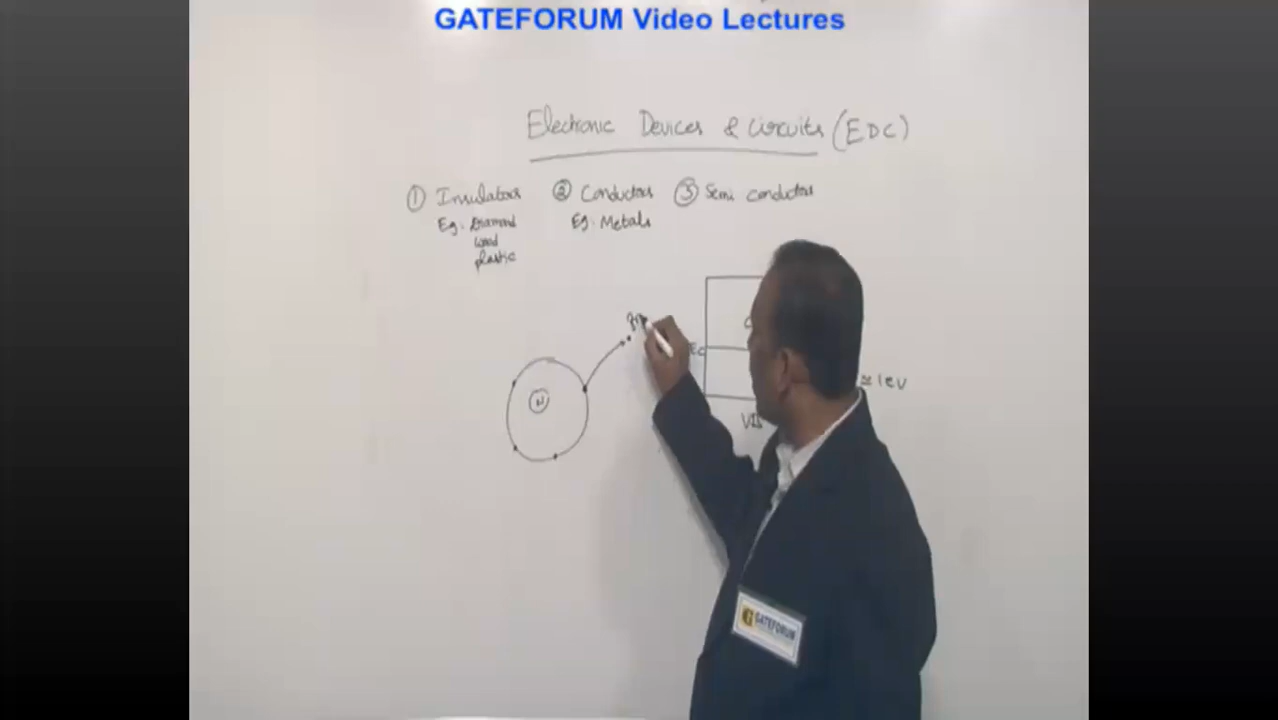 GATEFORUM Video Lectures
Electronic Devices & Circuits (EDC)
① Insulators ② Conductors ③ Semi conductors
Eg: Diamond Eg: Metals
wood
plastic
Ec
≃ 1eV
N
GATEFORUM